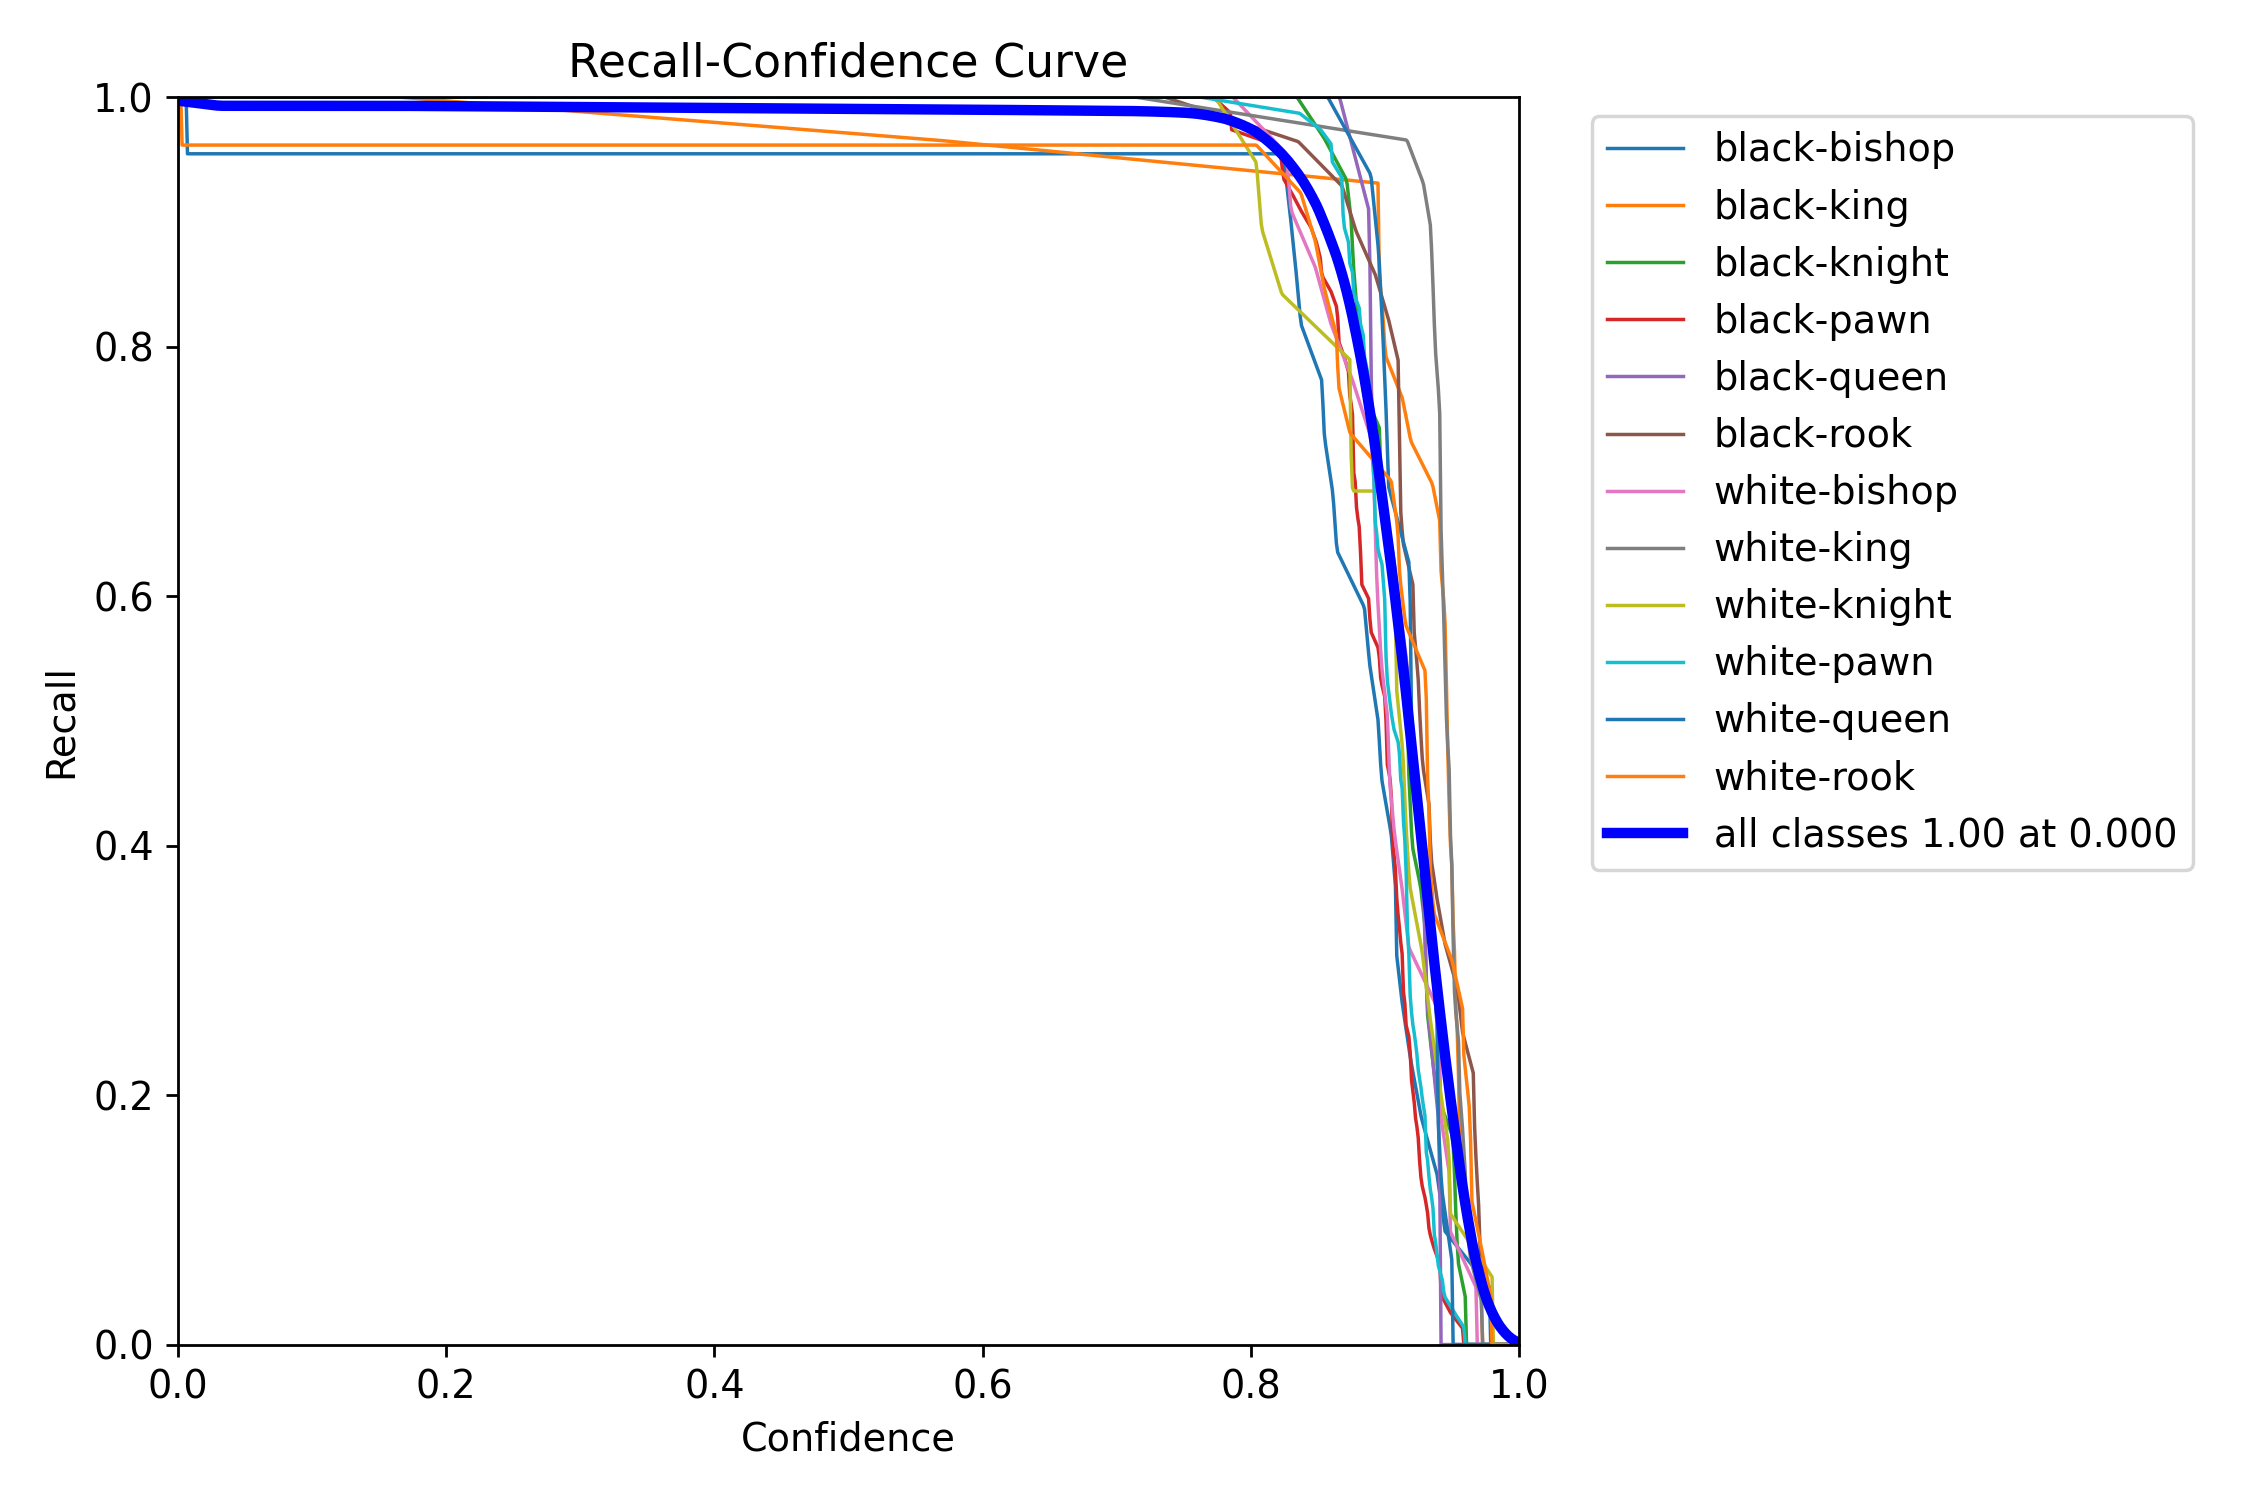 Recall-Confidence Curve
1.0
0.8
0.6
0.4
0.2
0.0
Recall
0.0 0.2 0.4 0.6 0.8 1.0
Confidence
black-bishop
black-king
black-knight
black-pawn
black-queen
black-rook
white-bishop
white-king
white-knight
white-pawn
white-queen
white-rook
all classes 1.00 at 0.000